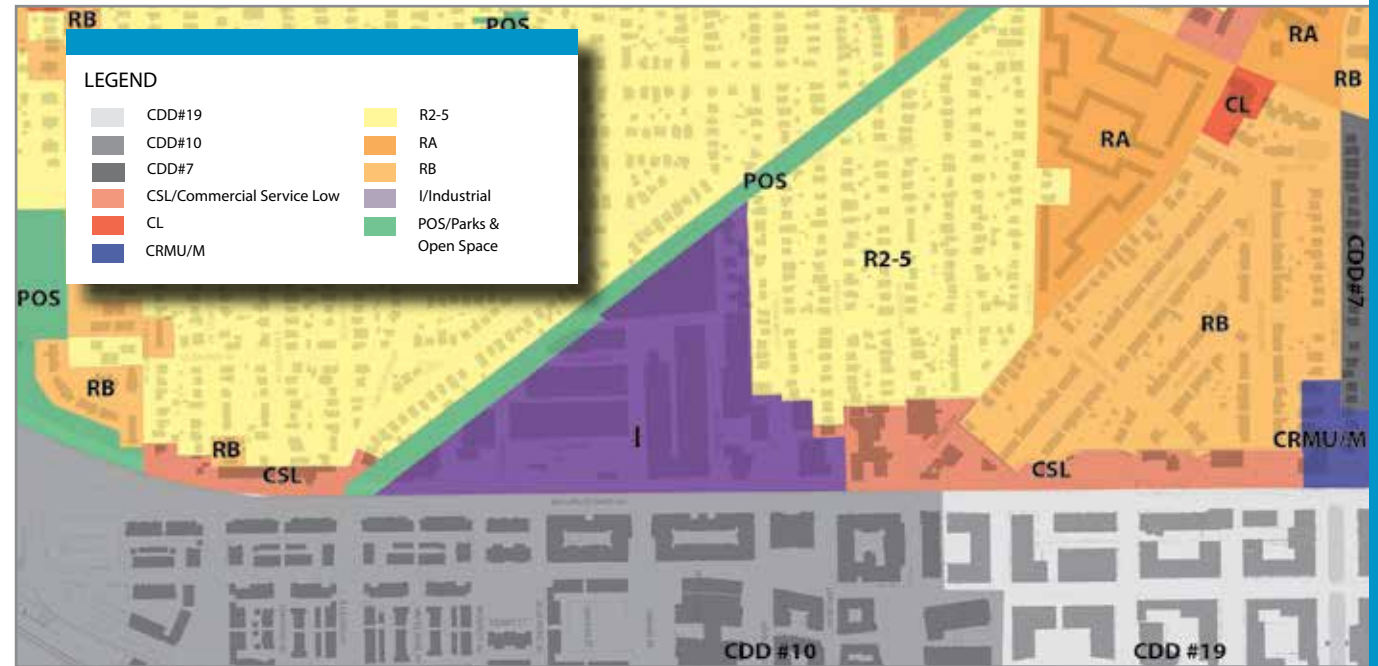 RB
POS
RA
LEGEND
RB
CDD#19
R2-5
CL
CDD#10
RA
RA
CDD#7
RB
CSL/Commercial Service Low
I/Industrial
POS
CL
POS/Parks &
Open Space
CRMU/M
R2-5
CDD#7
POS
RB
RB
I
CRMU/M
RB
CSL
CSL
CDD #10
CDD #19